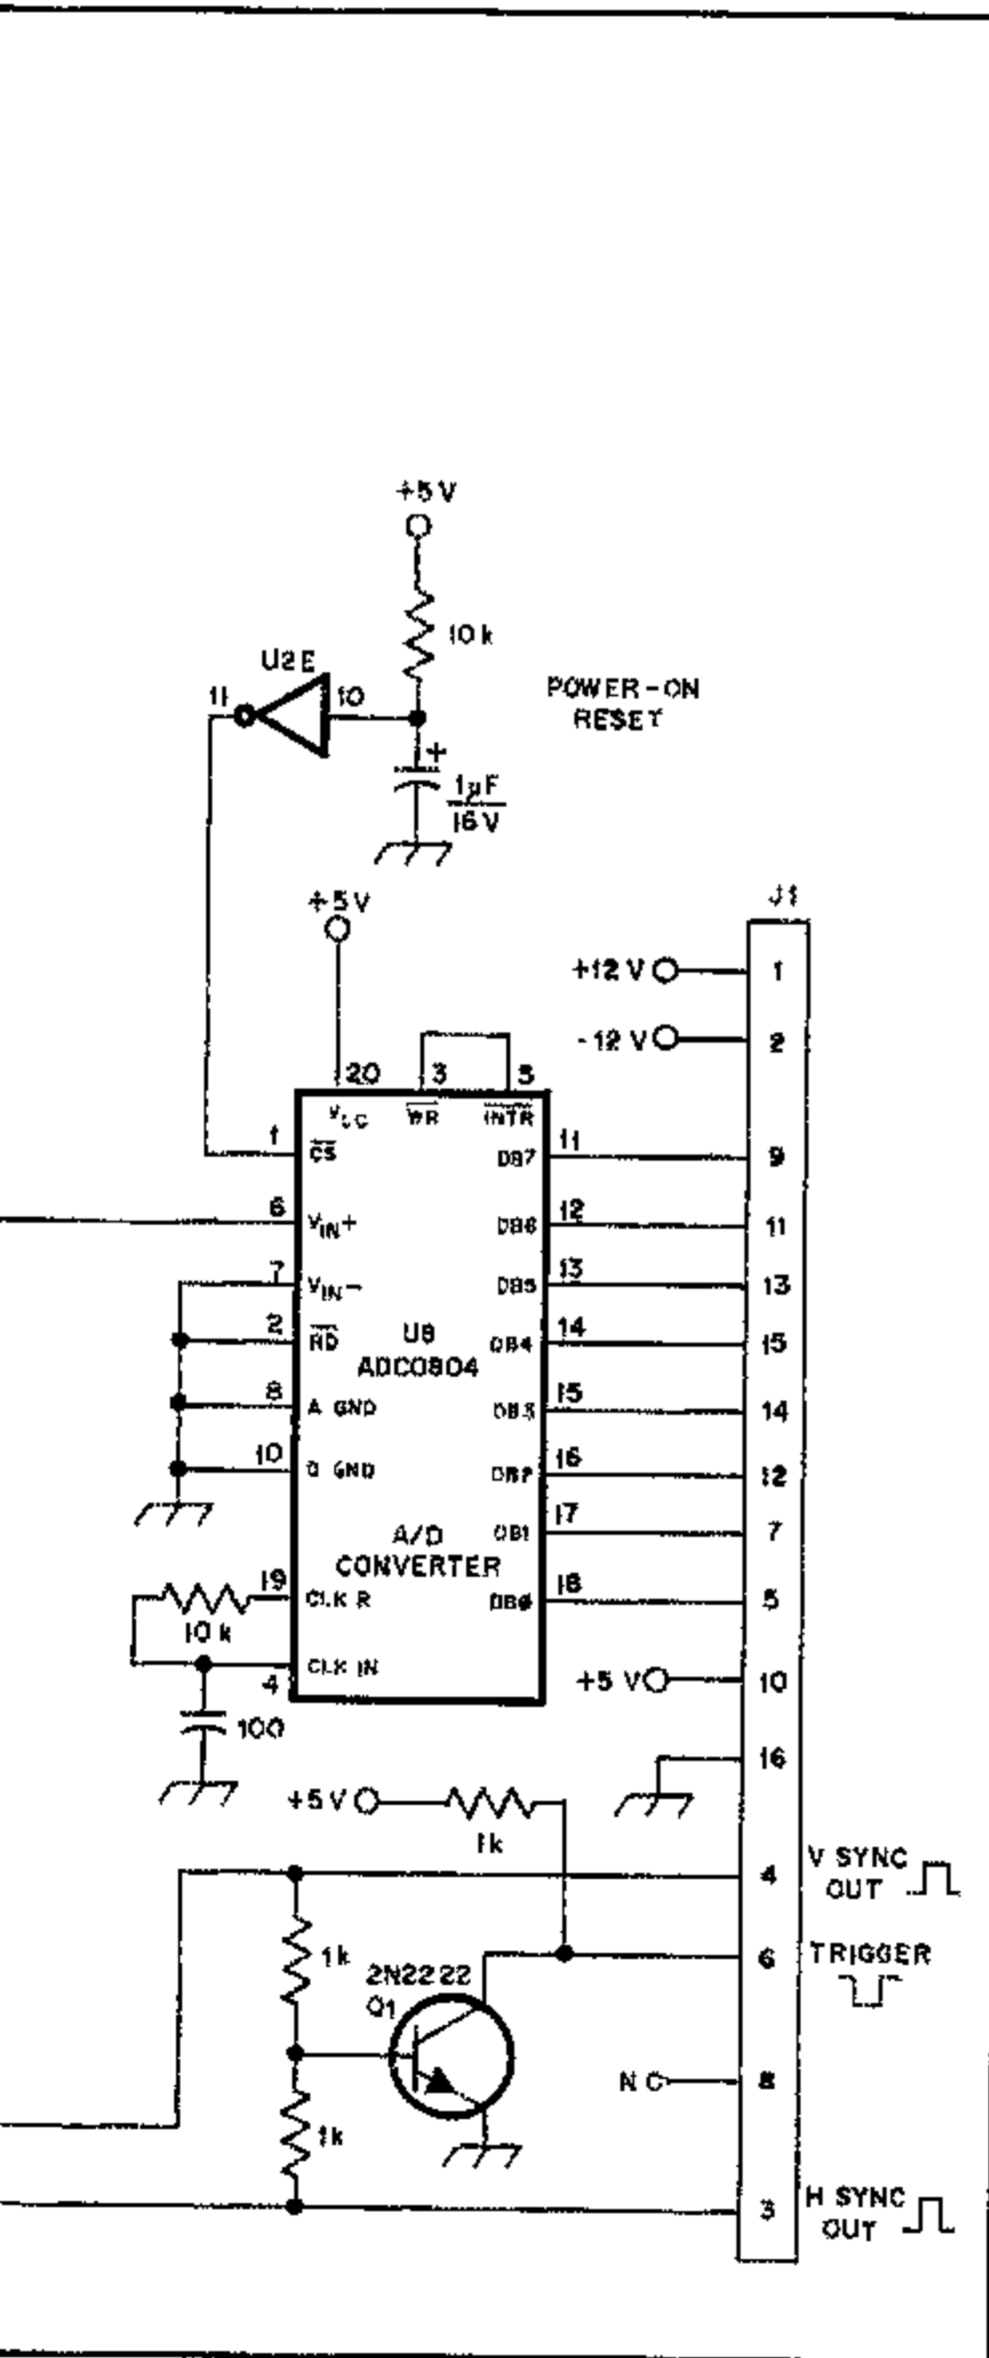 +5V
10k
U2E
11
10
POWER-ON
RESET
+
1µF
16V
+5V
J1
+12 V
1
-12 V
2
20
3
5
VCC
WR
INTR
1
CS
DB7
11
9
6
VIN+
DB6
12
11
7
VIN-
DB5
13
13
2
RD
U8
DB4
14
15
ADC0804
8
A GND
DB3
15
14
10
D GND
DB2
16
12
A/D
DB1
17
7
CONVERTER
19
CLK R
DB0
18
5
10k
CLK IN
4
+5 V
10
100
16
+5V
1k
V SYNC
OUT
4
1k
2N2222
Q1
6
TRIGGER
NC
8
1k
3
H SYNC
OUT